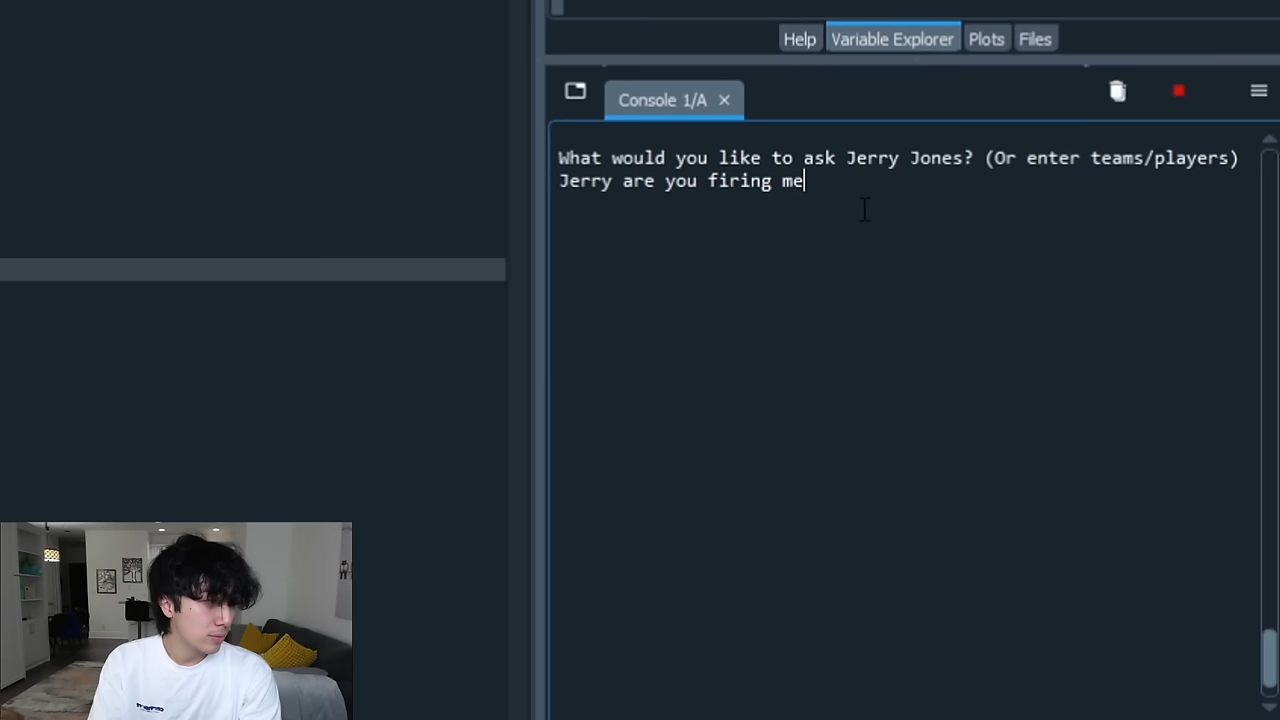 Help Variable Explorer Plots Files
Console 1/A
What would you like to ask Jerry Jones? (Or enter teams/players)
Jerry are you firing me